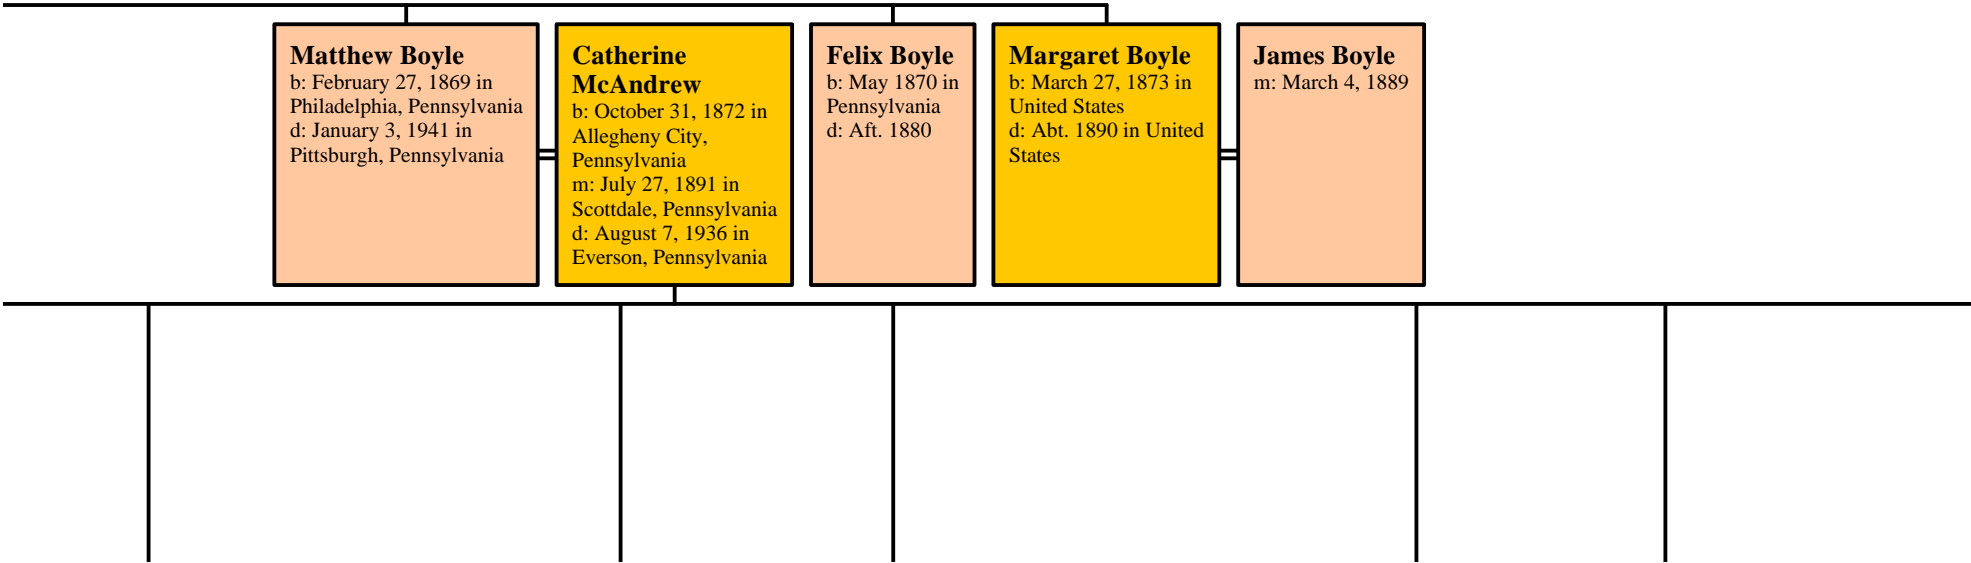 Matthew Boyle
b: February 27, 1869 in
Philadelphia, Pennsylvania
d: January 3, 1941 in
Pittsburgh, Pennsylvania
Catherine
McAndrew
b: October 31, 1872 in
Allegheny City,
Pennsylvania
m: July 27, 1891 in
Scottdale, Pennsylvania
d: August 7, 1936 in
Everson, Pennsylvania
Felix Boyle
b: May 1870 in
Pennsylvania
d: Aft. 1880
Margaret Boyle
b: March 27, 1873 in
United States
d: Abt. 1890 in United
States
James Boyle
m: March 4, 1889